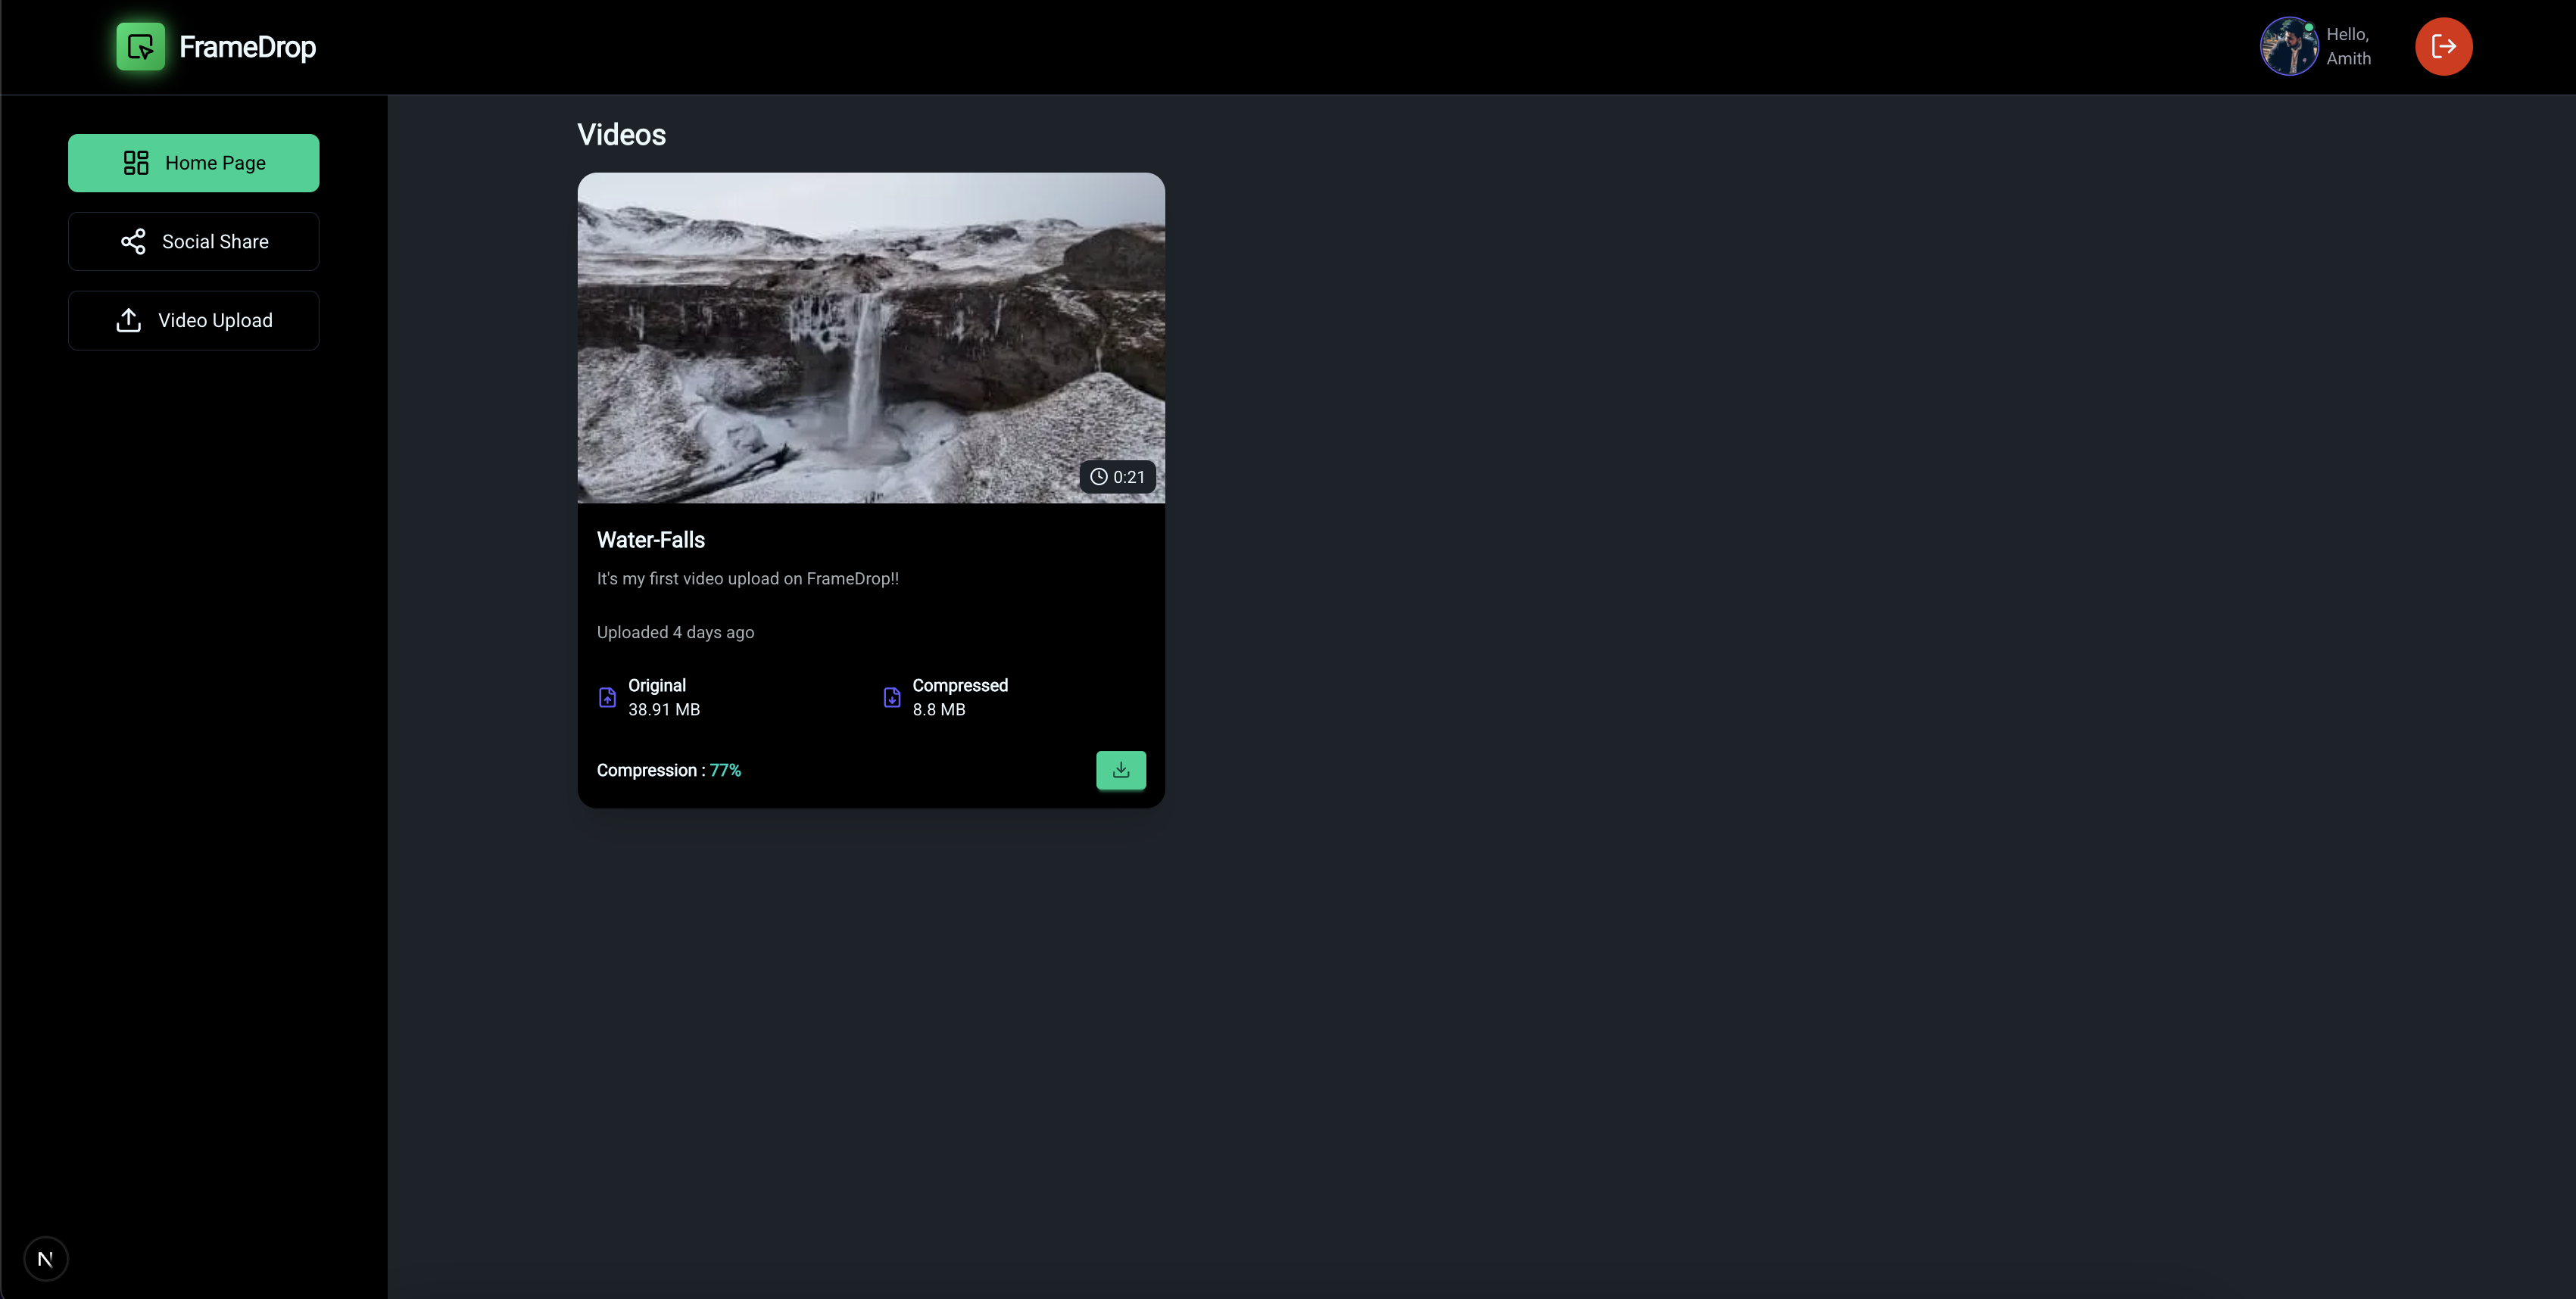 FrameDrop
Hello,
Amith
Home Page
Social Share
Video Upload
Videos
0:21
Water-Falls
It's my first video upload on FrameDrop!!
Uploaded 4 days ago
Original
38.91 MB
Compressed
8.8 MB
Compression : 77%
N